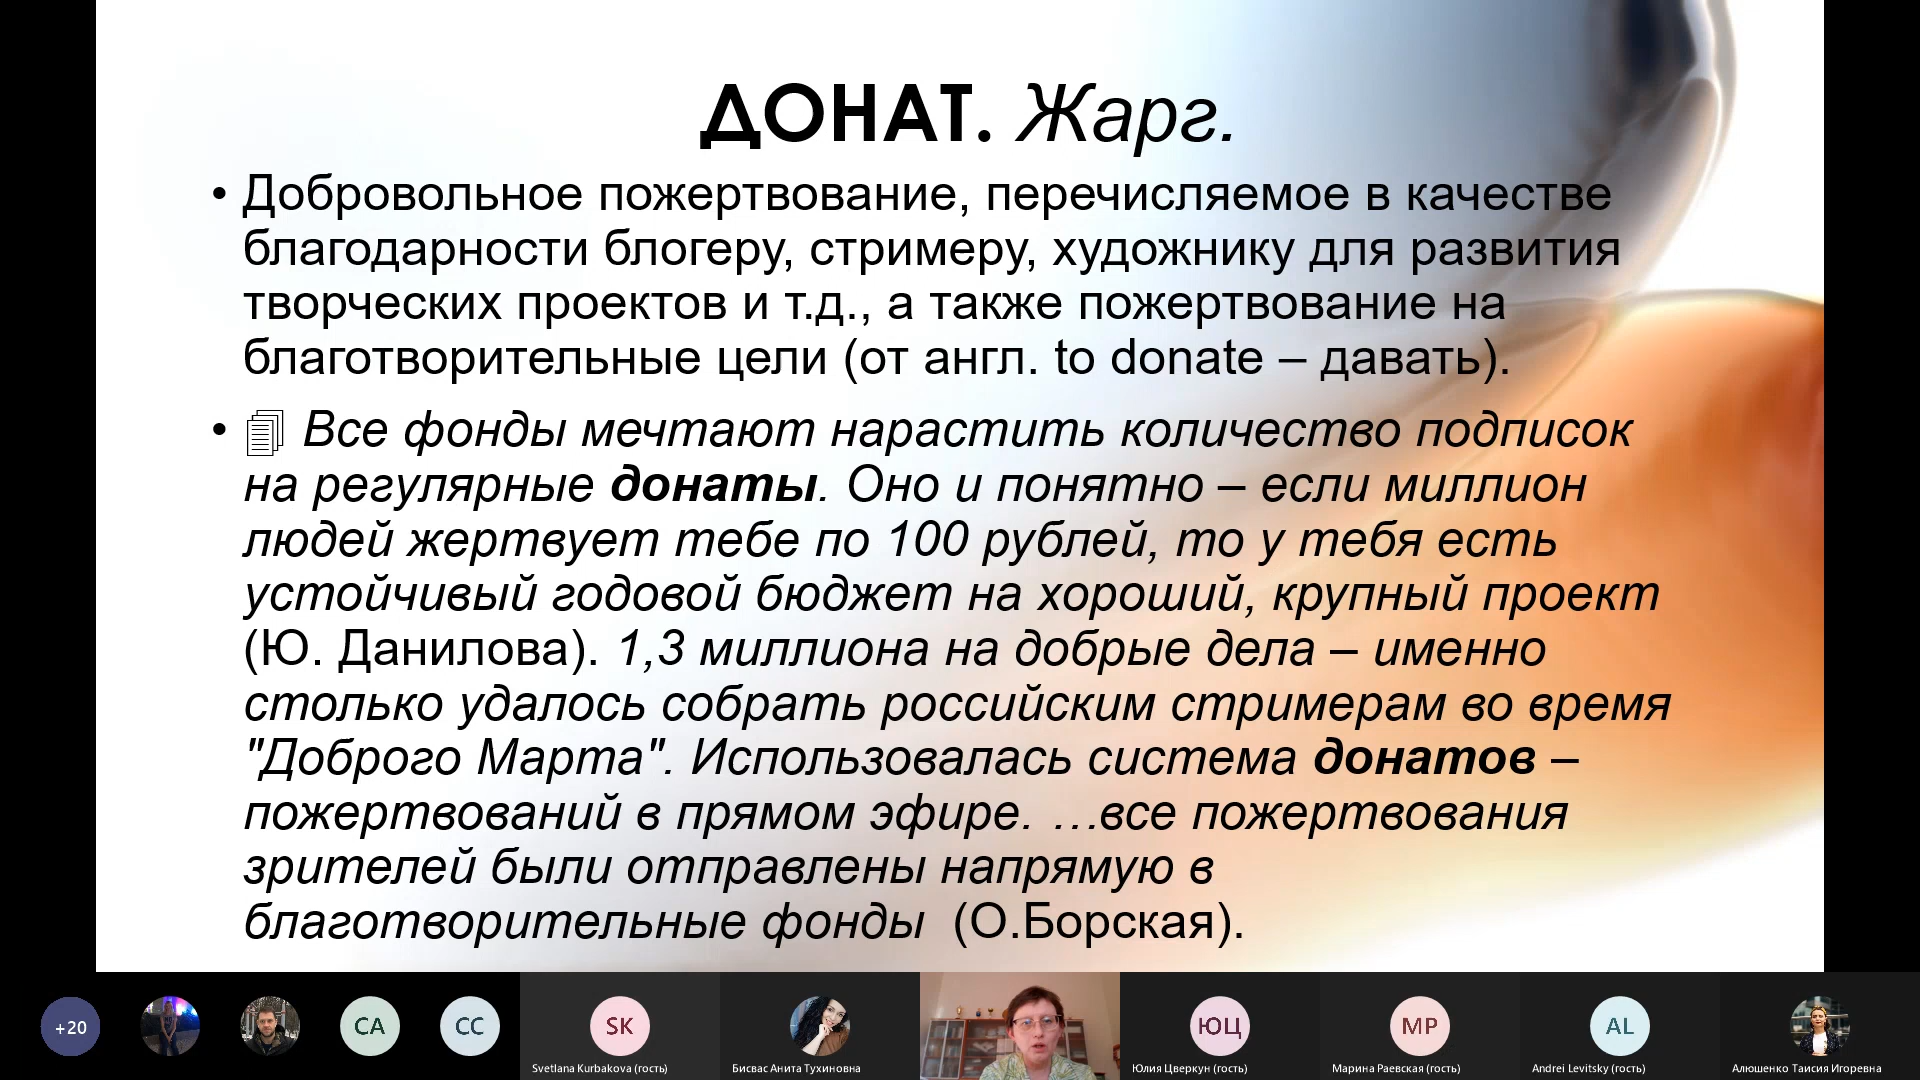 ДОНАТ. Жарг.
• Добровольное пожертвование, перечисляемое в качестве
благодарности блогеру, стримеру, художнику для развития
творческих проектов и т.д., а также пожертвование на
благотворительные цели (от англ. to donate – давать).
• Все фонды мечтают нарастить количество подписок
на регулярные донаты. Оно и понятно – если миллион
людей жертвует тебе по 100 рублей, то у тебя есть
устойчивый годовой бюджет на хороший, крупный проект
(Ю. Данилова). 1,3 миллиона на добрые дела – именно
столько удалось собрать российским стримерам во время
"Доброго Марта". Использовалась система донатов –
пожертвований в прямом эфире. …все пожертвования
зрителей были отправлены напрямую в
благотворительные фонды (О.Борская).
+20
CA
CC
SK
ЮЦ
МР
AL
Svetlana Kurbakova (гость)
Бисвас Анита Тухиновна
Юлия Цверкун (гость)
Марина Раевская (гость)
Andrei Levitsky (гость)
Алюшенко Таисия Игоревна